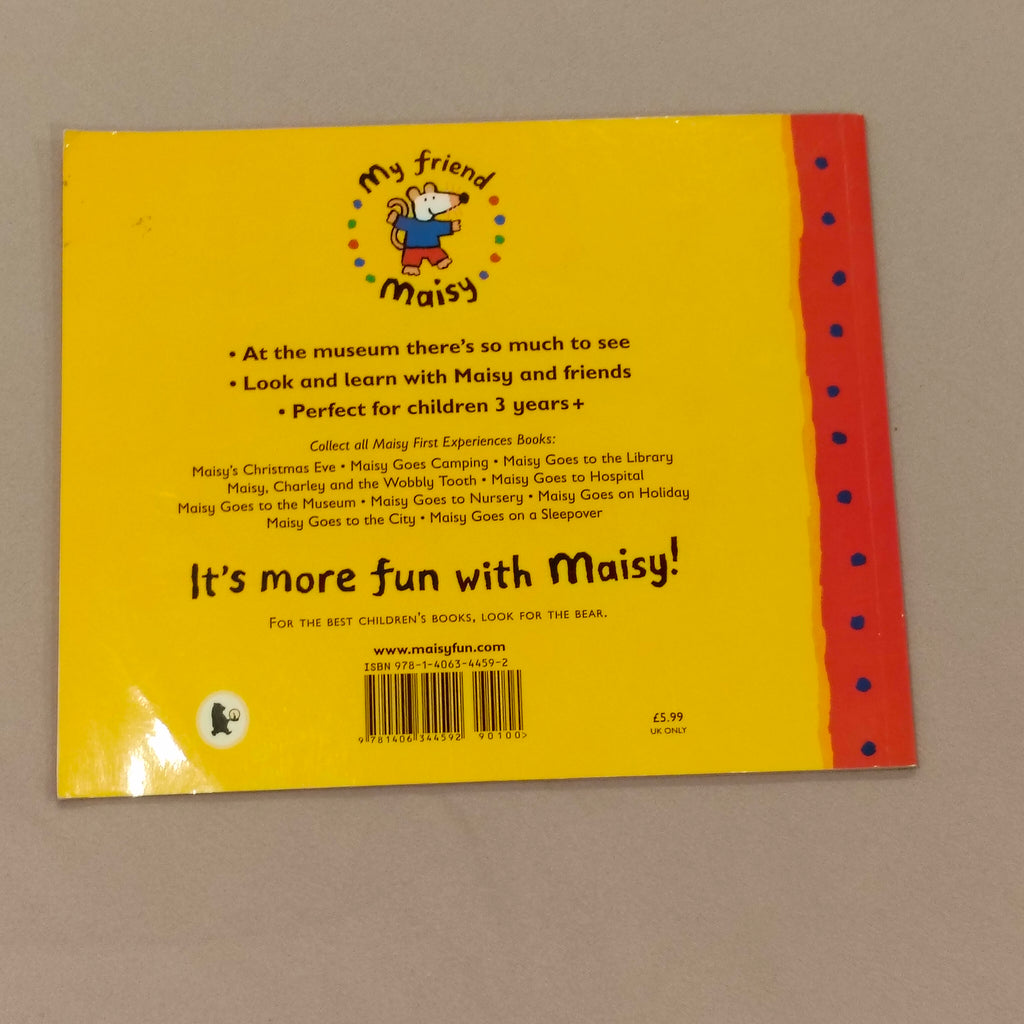 My friend
Maisy
• At the museum there's so much to see
• Look and learn with Maisy and friends
• Perfect for children 3 years+
Collect all Maisy First Experiences Books:
Maisy's Christmas Eve • Maisy Goes Camping • Maisy Goes to the Library
Maisy, Charley and the Wobbly Tooth • Maisy Goes to Hospital
Maisy Goes to the Museum • Maisy Goes to Nursery • Maisy Goes on Holiday
Maisy Goes to the City • Maisy Goes on a Sleepover
It's more fun with Maisy!
FOR THE BEST CHILDREN'S BOOKS, LOOK FOR THE BEAR.
www.maisyfun.com
ISBN 978-1-4063-4459-2
9 781406 344592 90100>
£5.99
UK ONLY